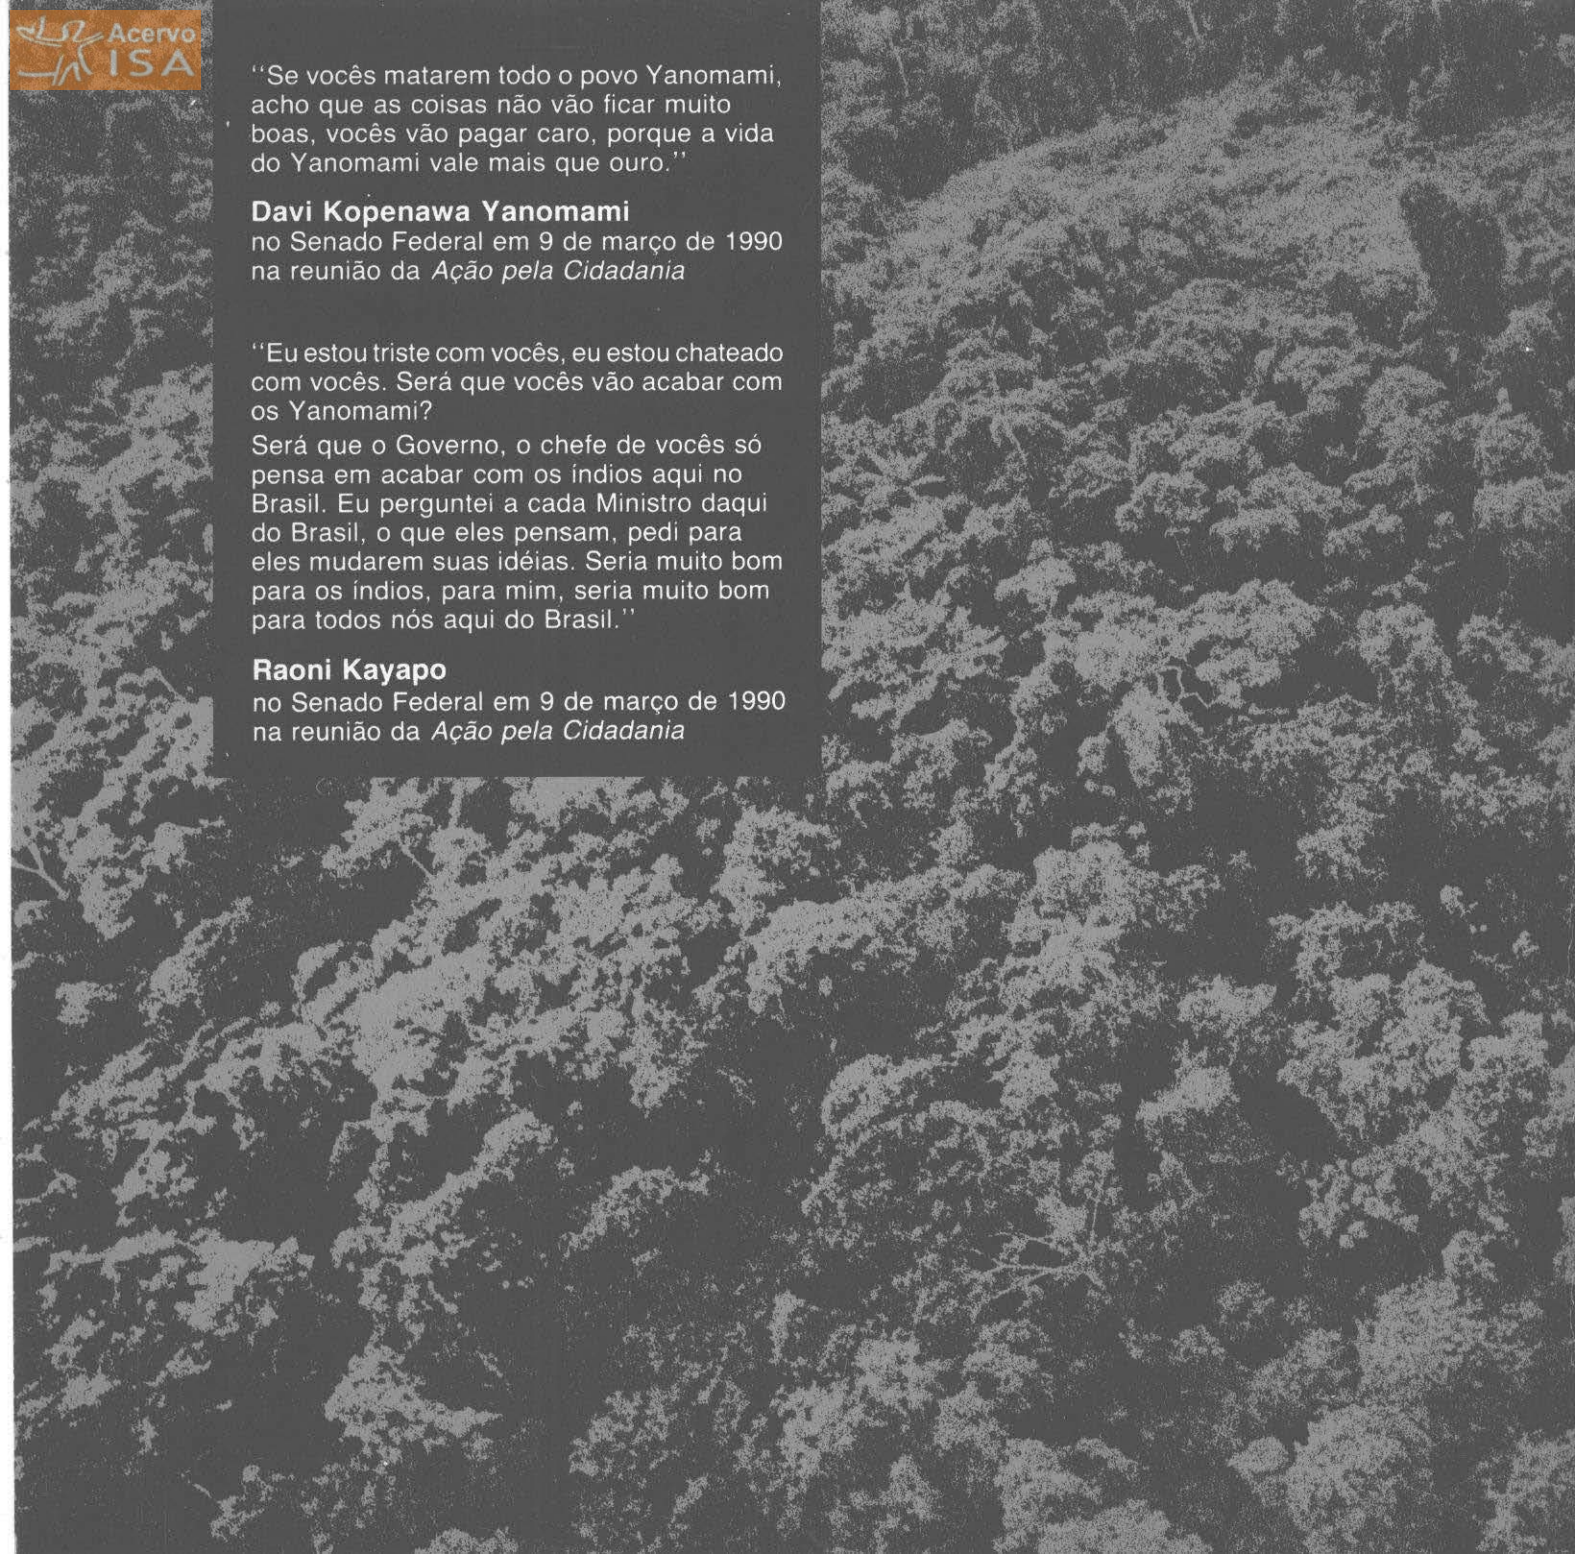 Acervo
ISA
‘‘Se vocês matarem todo o povo Yanomami,
acho que as coisas não vão ficar muito
boas, vocês vão pagar caro, porque a vida
do Yanomami vale mais que ouro.’’
Davi Kopenawa Yanomami
no Senado Federal em 9 de março de 1990
na reunião da Ação pela Cidadania
‘‘Eu estou triste com vocês, eu estou chateado
com vocês. Será que vocês vão acabar com
os Yanomami?
Será que o Governo, o chefe de vocês só
pensa em acabar com os índios aqui no
Brasil. Eu perguntei a cada Ministro daqui
do Brasil, o que eles pensam, pedi para
eles mudarem suas idéias. Seria muito bom
para os índios, para mim, seria muito bom
para todos nós aqui do Brasil.’’
Raoni Kayapo
no Senado Federal em 9 de março de 1990
na reunião da Ação pela Cidadania